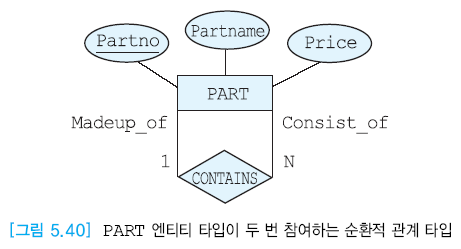 Partno
Partname
Price
PART
Madeup_of
Consist_of
1
N
CONTAINS
[그림 5.40] PART 엔티티 타입이 두 번 참여하는 순환적 관계 타입